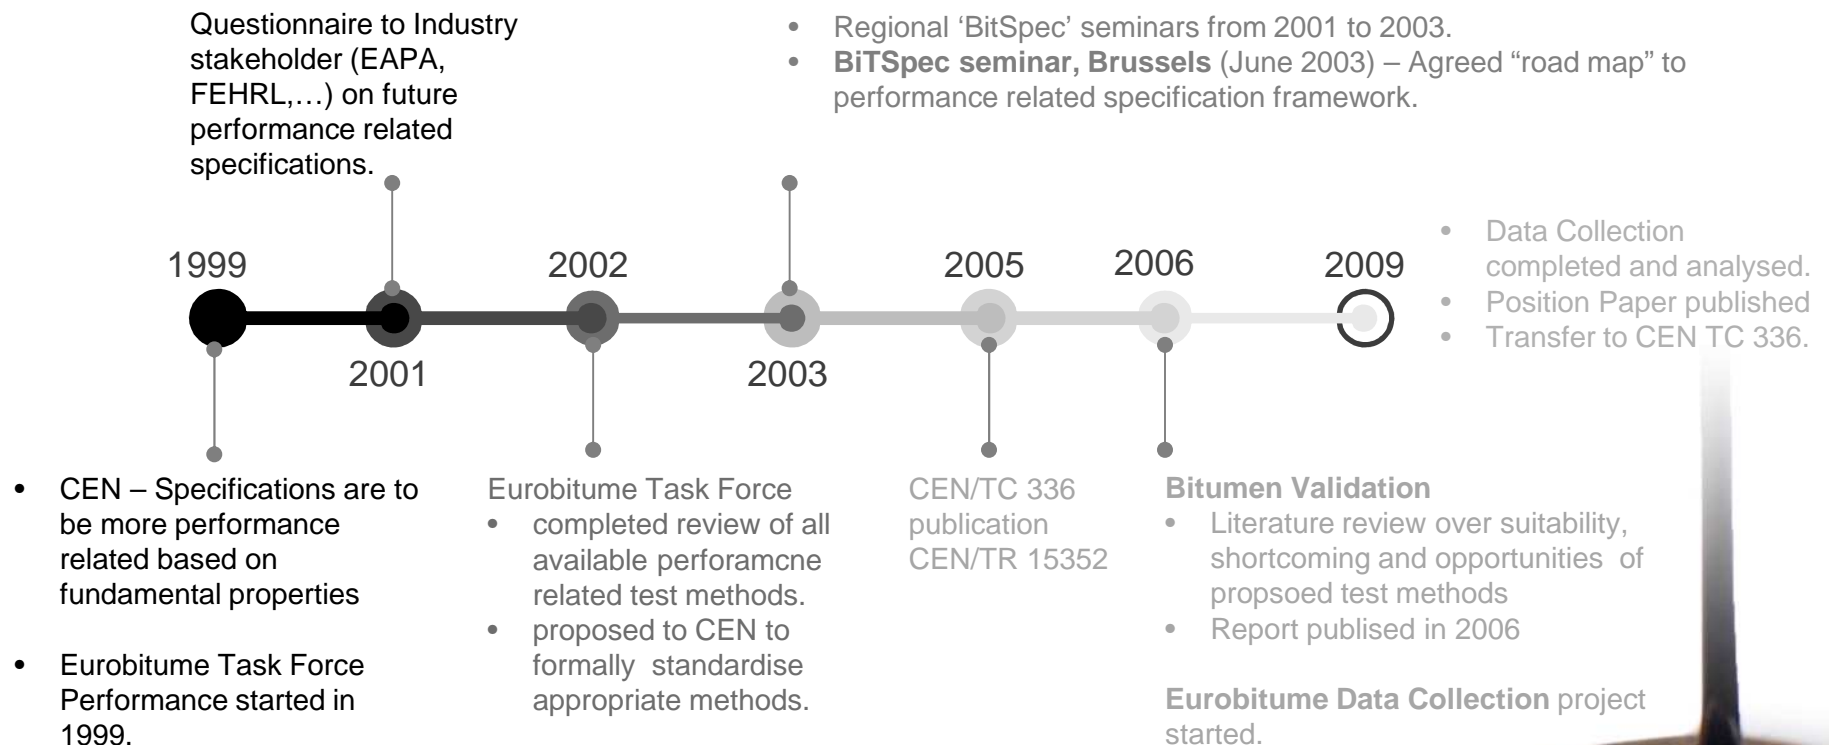 Questionnaire to Industry
stakeholder (EAPA,
FEHRL,…) on future
performance related
specifications.
• Regional ‘BitSpec’ seminars from 2001 to 2003.
• BiTSpec seminar, Brussels (June 2003) – Agreed “road map” to
performance related specification framework.
1999
2001
2002
2003
2005
2006
2009
• Data Collection
completed and analysed.
• Position Paper published
• Transfer to CEN TC 336.
• CEN – Specifications are to
be more performance
related based on
fundamental properties
• Eurobitume Task Force
Performance started in
1999.
Eurobitume Task Force
• completed review of all
available perforamcne
related test methods.
• proposed to CEN to
formally standardise
appropriate methods.
CEN/TC 336
publication
CEN/TR 15352
Bitumen Validation
• Literature review over suitability,
shortcoming and opportunities of
propsoed test methods
• Report publised in 2006
Eurobitume Data Collection project
started.